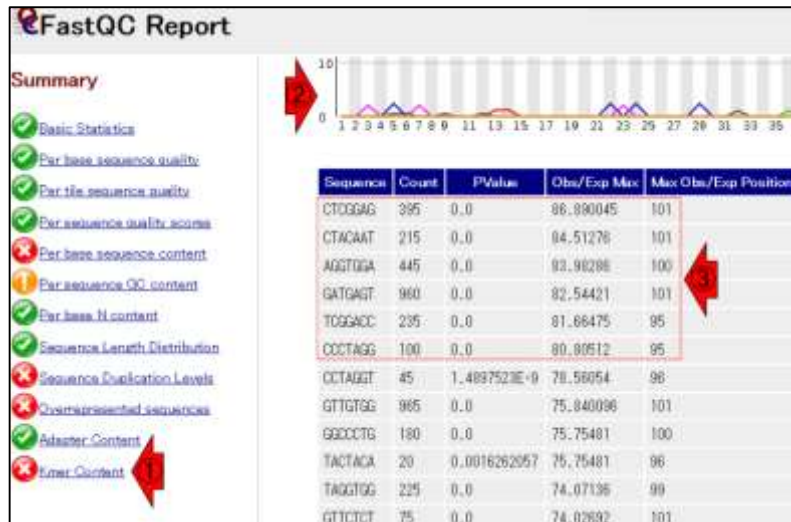 FastQC Report
Summary
Basic Statistics
Per base sequence quality
Per tile sequence quality
Per sequence quality scores
Per base sequence content
Per sequence GC content
Per base N content
Sequence Length Distribution
Sequence Duplication Levels
Overrepresented sequences
Adapter Content
Kmer Content
1
2
10
0
1 2 3 4 5 6 7 8 9 11 13 15 17 19 21 23 25 27 29 31 33 35
Sequence Count PValue Obs/Exp Max Max Obs/Exp Position
CTCGGAG 395 0.0 86.890045 101
CTACAAT 215 0.0 84.51276 101
AGGTGGA 445 0.0 83.98286 100
GATGAGT 960 0.0 82.54421 101
TCGGACC 235 0.0 81.66475 95
CCCTAGG 100 0.0 80.80512 95
3
CCTAGGT 45 1.4897523E-9 78.56054 96
GTTGTGG 965 0.0 75.840096 101
GGCCCTG 180 0.0 75.75481 100
TACTACA 20 0.0016262057 75.75481 96
TAGGTGG 225 0.0 74.07136 99
GTTCTCT 75 0.0 74.02692 101